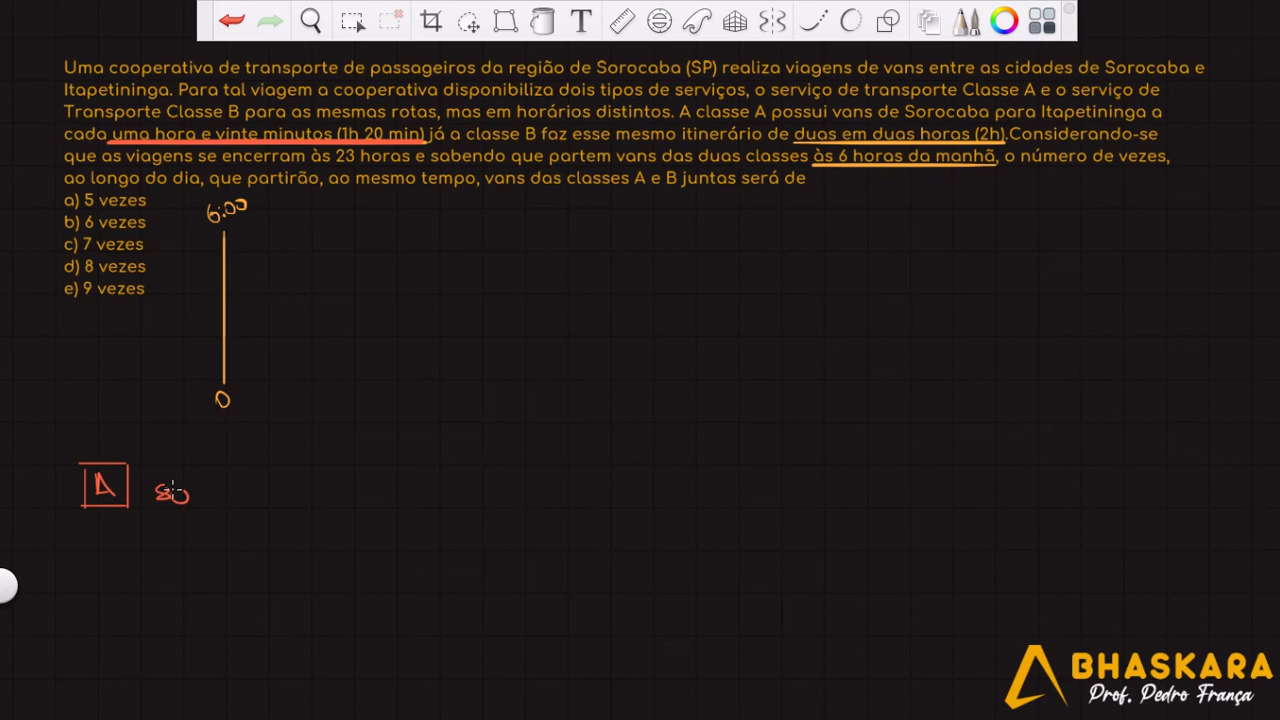 Uma cooperativa de transporte de passageiros da região de Sorocaba (SP) realiza viagens de vans entre as cidades de Sorocaba e
Itapetininga. Para tal viagem a cooperativa disponibiliza dois tipos de serviços, o serviço de transporte Classe A e o serviço de
Transporte Classe B para as mesmas rotas, mas em horários distintos. A classe A possui vans de Sorocaba para Itapetininga a
cada uma hora e vinte minutos (1h 20 min) já a classe B faz esse mesmo itinerário de duas em duas horas (2h).Considerando-se
que as viagens se encerram às 23 horas e sabendo que partem vans das duas classes às 6 horas da manhã, o número de vezes,
ao longo do dia, que partirão, ao mesmo tempo, vans das classes A e B juntas será de
a) 5 vezes
b) 6 vezes
c) 7 vezes
d) 8 vezes
e) 9 vezes
6:00
0
A 80
T
BHASKARA
Prof. Pedro França